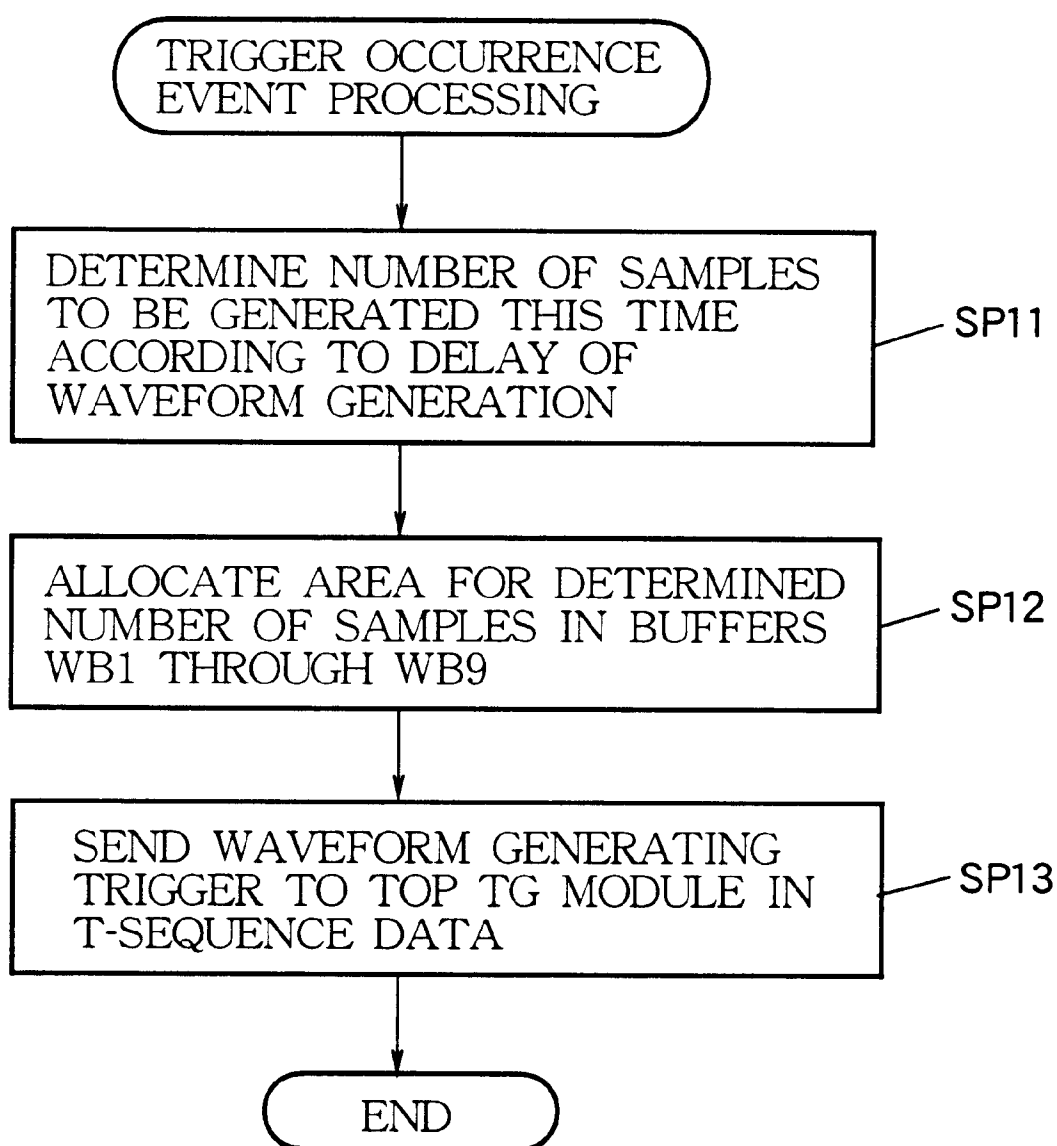 TRIGGER OCCURRENCE
EVENT PROCESSING
DETERMINE NUMBER OF SAMPLES
TO BE GENERATED THIS TIME
ACCORDING TO DELAY OF
WAVEFORM GENERATION
SP11
ALLOCATE AREA FOR DETERMINED
NUMBER OF SAMPLES IN BUFFERS
WB1 THROUGH WB9
SP12
SEND WAVEFORM GENERATING
TRIGGER TO TOP TG MODULE IN
T-SEQUENCE DATA
SP13
END